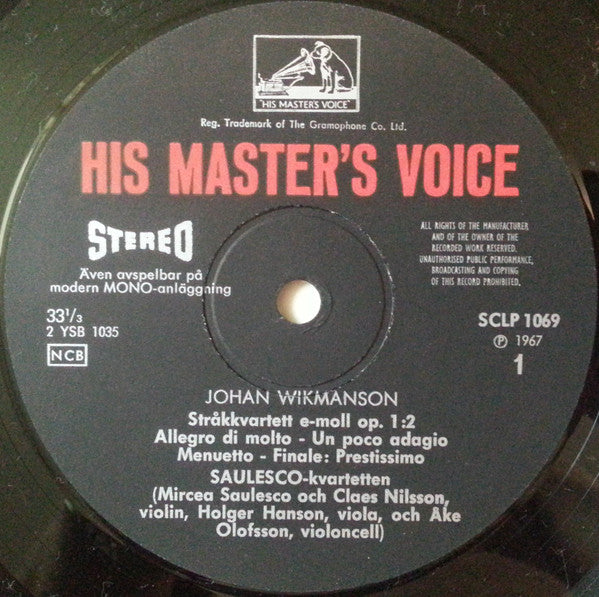 "HIS MASTER'S VOICE"
Reg. Trademark of The Gramophone Co. Ltd.
HIS MASTER'S VOICE
STEREO
Även avspelbar på
modern MONO-anläggning
ALL RIGHTS OF THE MANUFACTURER
AND OF THE OWNER OF THE
RECORDED WORK RESERVED.
UNAUTHORISED PUBLIC PERFORMANCE,
BROADCASTING AND COPYING
OF THIS RECORD PROHIBITED.
33¹/₃
2 YSB 1035
NCB
SCLP 1069
℗ 1967
1
JOHAN WIKMANSON
Stråkkvartett e-moll op. 1:2
Allegro di molto - Un poco adagio
Menuetto - Finale: Prestissimo
SAULESCO-kvartetten
(Mircea Saulesco och Claes Nilsson,
violin, Holger Hanson, viola, och Åke
Olofsson, violoncell)